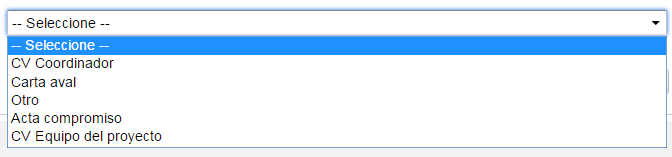 -- Seleccione --
-- Seleccione --
CV Coordinador
Carta aval
Otro
Acta compromiso
CV Equipo del proyecto